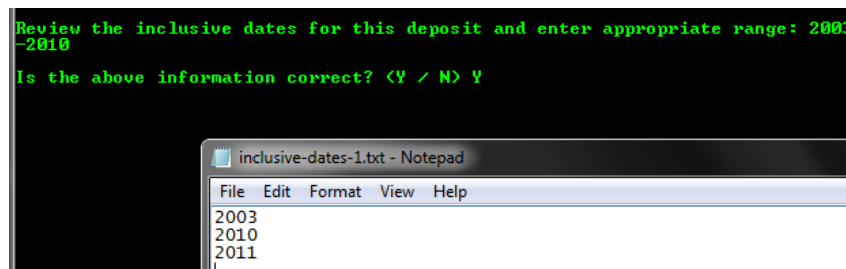 Review the inclusive dates for this deposit and enter appropriate range: 2003
-2010
Is the above information correct? (Y / N) Y
inclusive-dates-1.txt - Notepad
File Edit Format View Help
2003
2010
2011